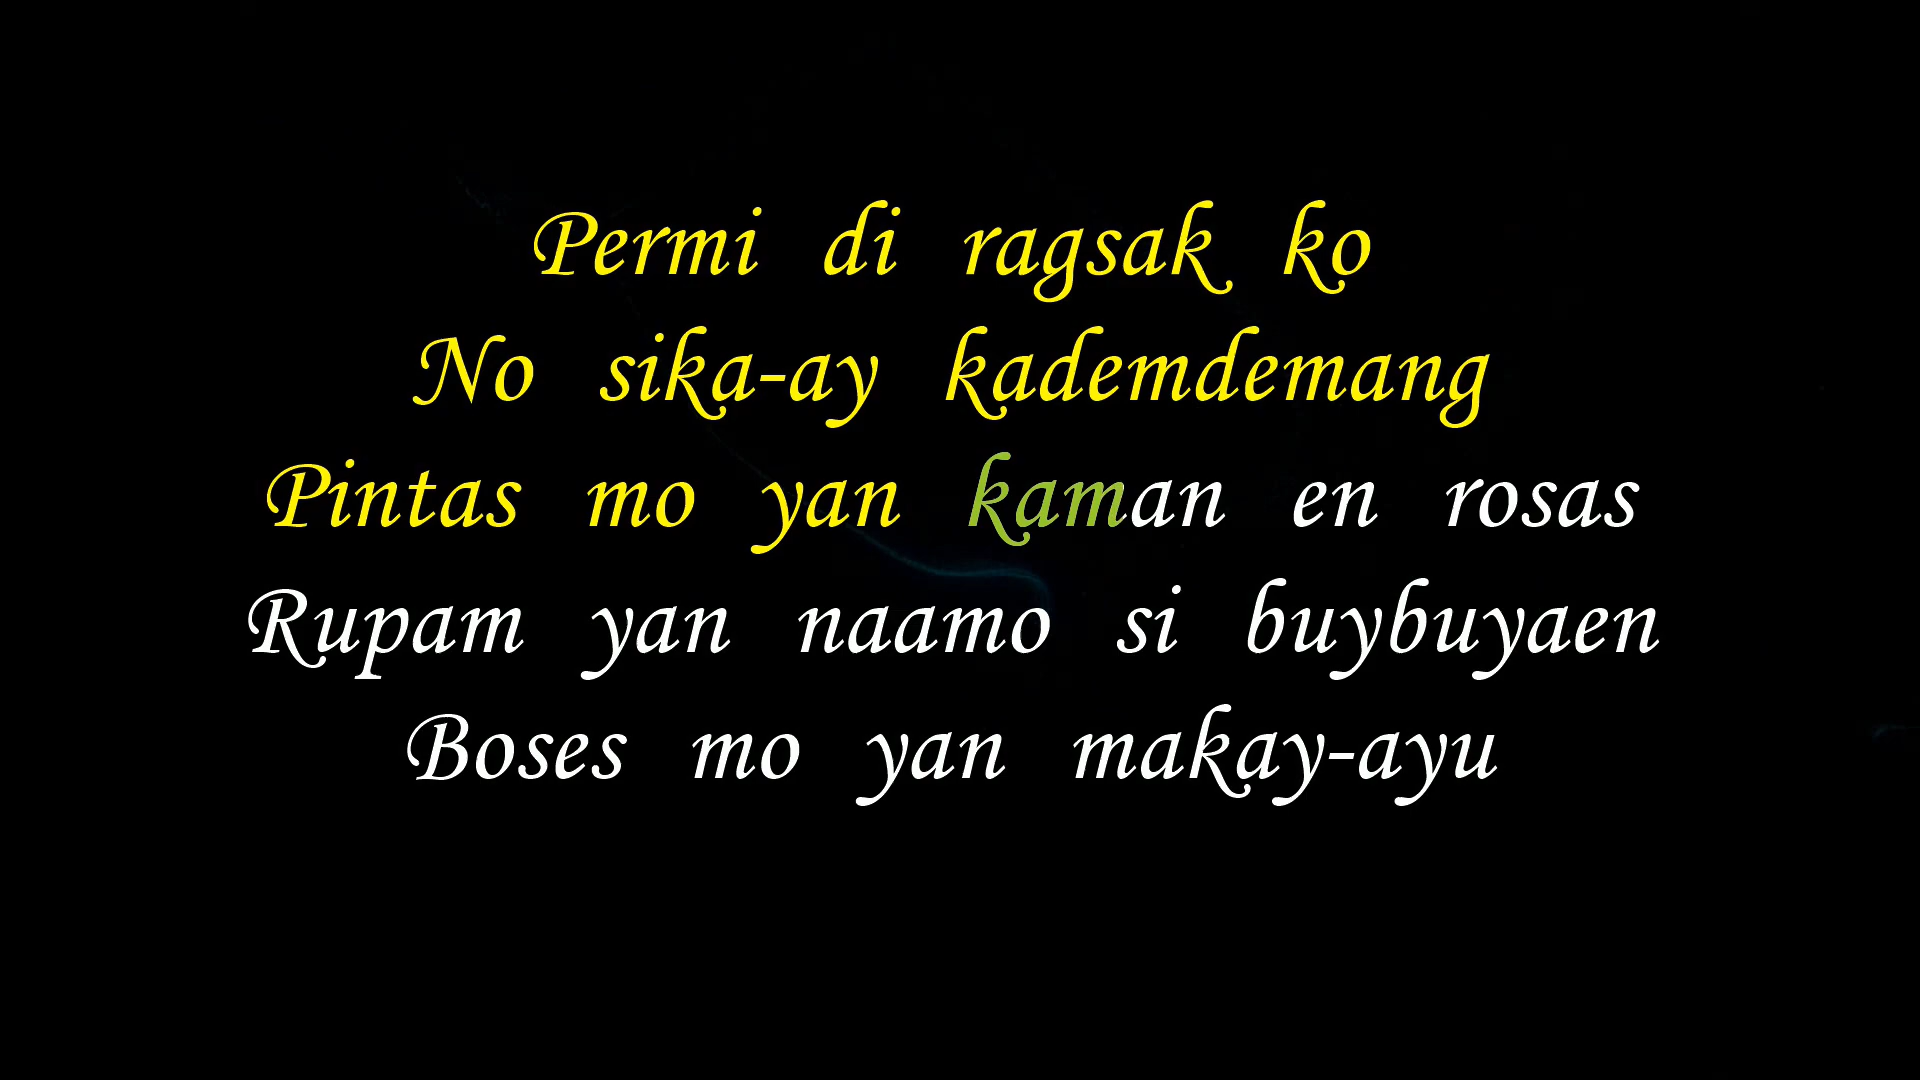 Permi di ragsak ko
No sika-ay kademdemang
Pintas mo yan kaman en rosas
Rupam yan naamo si buybuyaen
Boses mo yan makay-ayu